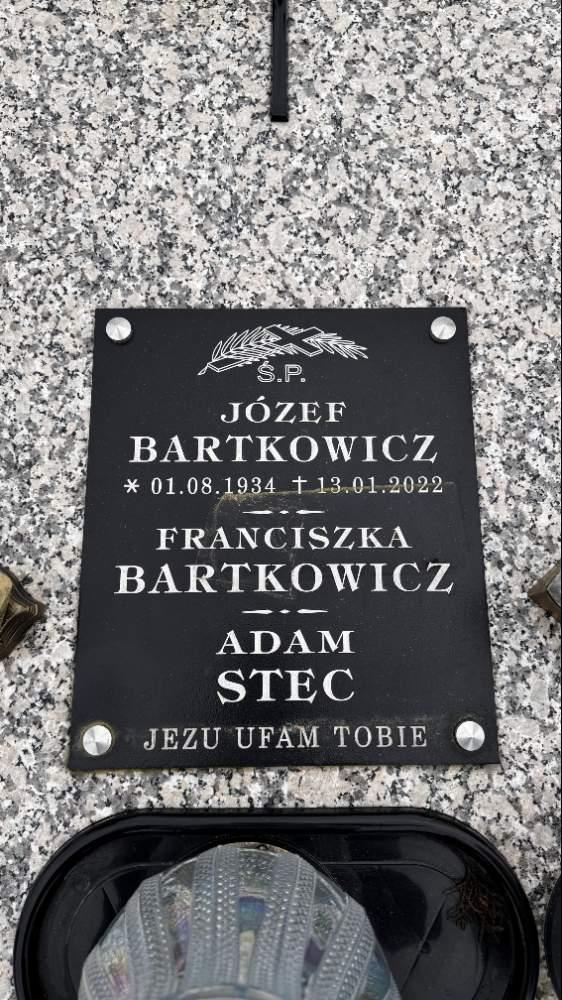 Ś.P.
JÓZEF
BARTKOWICZ
* 01.08.1934 † 13.01.2022
FRANCISZKA
BARTKOWICZ
ADAM
STEC
JEZU UFAM TOBIE